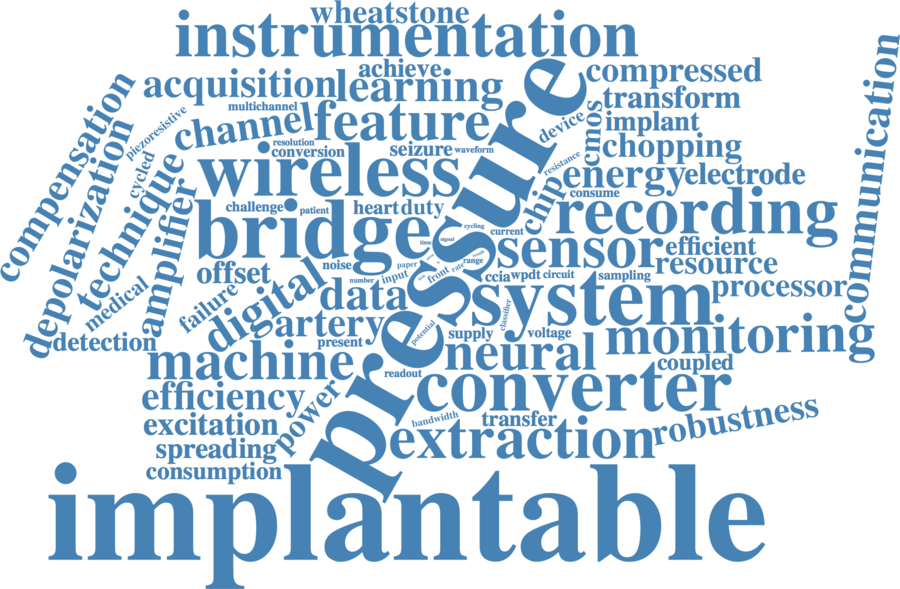 wheatstone
instrumentation
achieve
compressed
acquisition
learning
transform
multichannel
piezoresistive
channel
feature
device
cmos
implant
communication
compensation
depolarization
cycled
technique
resolution
conversion
seizure
waveform
chopping
resistance
wireless
pressure
energy
electrode
consume
chip
amplifier
challenge
patient
heart
duty
recording
bridge
cycling
signal
time
current
sensor
efficient
resource
offset
noise
paper
input
number
front
rate
range
ccia
wpdt
circuit
sampling
processor
medical
failure
digital
data
system
classifier
detection
artery
present
potential
supply
voltage
monitoring
machine
readout
neural
coupled
efficiency
power
converter
excitation
bandwidth
transfer
robustness
spreading
extraction
consumption
implantable